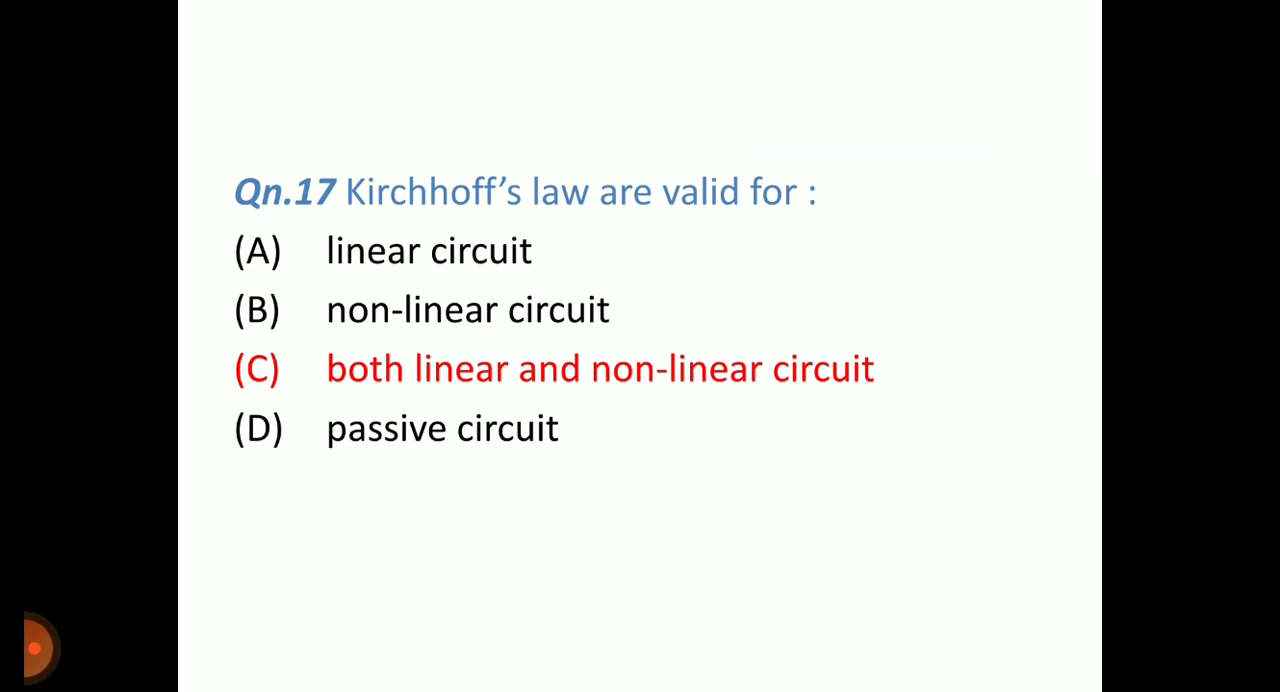 Qn.17 Kirchhoff’s law are valid for :
(A) linear circuit
(B) non-linear circuit
(C) both linear and non-linear circuit
(D) passive circuit